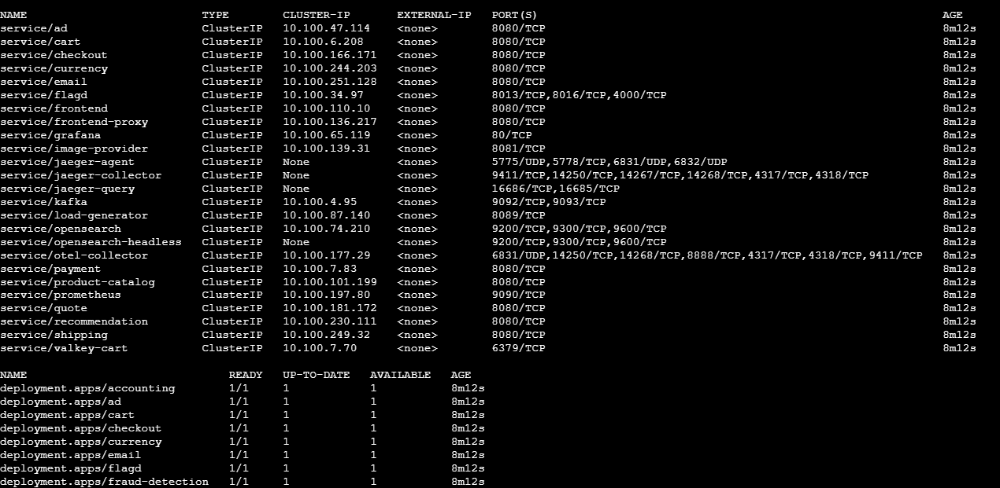 NAME TYPE CLUSTER-IP EXTERNAL-IP PORT(S) AGE
service/ad ClusterIP 10.100.47.114 <none> 8080/TCP 8m12s
service/cart ClusterIP 10.100.6.208 <none> 8080/TCP 8m12s
service/checkout ClusterIP 10.100.166.171 <none> 8080/TCP 8m12s
service/currency ClusterIP 10.100.244.203 <none> 8080/TCP 8m12s
service/email ClusterIP 10.100.251.128 <none> 8080/TCP 8m12s
service/flagd ClusterIP 10.100.34.97 <none> 8013/TCP,8016/TCP,4000/TCP 8m12s
service/frontend ClusterIP 10.100.110.10 <none> 8080/TCP 8m12s
service/frontend-proxy ClusterIP 10.100.136.217 <none> 8080/TCP 8m12s
service/grafana ClusterIP 10.100.65.119 <none> 80/TCP 8m12s
service/image-provider ClusterIP 10.100.139.31 <none> 8081/TCP 8m12s
service/jaeger-agent ClusterIP None <none> 5775/UDP,5778/TCP,6831/UDP,6832/UDP 8m12s
service/jaeger-collector ClusterIP None <none> 9411/TCP,14250/TCP,14267/TCP,14268/TCP,4317/TCP,4318/TCP 8m12s
service/jaeger-query ClusterIP None <none> 16686/TCP,16685/TCP 8m12s
service/kafka ClusterIP 10.100.4.95 <none> 9092/TCP,9093/TCP 8m12s
service/load-generator ClusterIP 10.100.87.140 <none> 8089/TCP 8m12s
service/opensearch ClusterIP 10.100.74.210 <none> 9200/TCP,9300/TCP,9600/TCP 8m12s
service/opensearch-headless ClusterIP None <none> 9200/TCP,9300/TCP,9600/TCP 8m12s
service/otel-collector ClusterIP 10.100.177.29 <none> 6831/UDP,14250/TCP,14268/TCP,8888/TCP,4317/TCP,4318/TCP,9411/TCP 8m12s
service/payment ClusterIP 10.100.7.83 <none> 8080/TCP 8m12s
service/product-catalog ClusterIP 10.100.101.199 <none> 8080/TCP 8m12s
service/prometheus ClusterIP 10.100.197.80 <none> 9090/TCP 8m12s
service/quote ClusterIP 10.100.181.172 <none> 8080/TCP 8m12s
service/recommendation ClusterIP 10.100.230.111 <none> 8080/TCP 8m12s
service/shipping ClusterIP 10.100.249.32 <none> 8080/TCP 8m12s
service/valkey-cart ClusterIP 10.100.7.70 <none> 6379/TCP 8m12s
NAME READY UP-TO-DATE AVAILABLE AGE
deployment.apps/accounting 1/1 1 1 8m12s
deployment.apps/ad 1/1 1 1 8m12s
deployment.apps/cart 1/1 1 1 8m12s
deployment.apps/checkout 1/1 1 1 8m12s
deployment.apps/currency 1/1 1 1 8m12s
deployment.apps/email 1/1 1 1 8m12s
deployment.apps/flagd 1/1 1 1 8m12s
deployment.apps/fraud-detection 1/1 1 1 8m12s